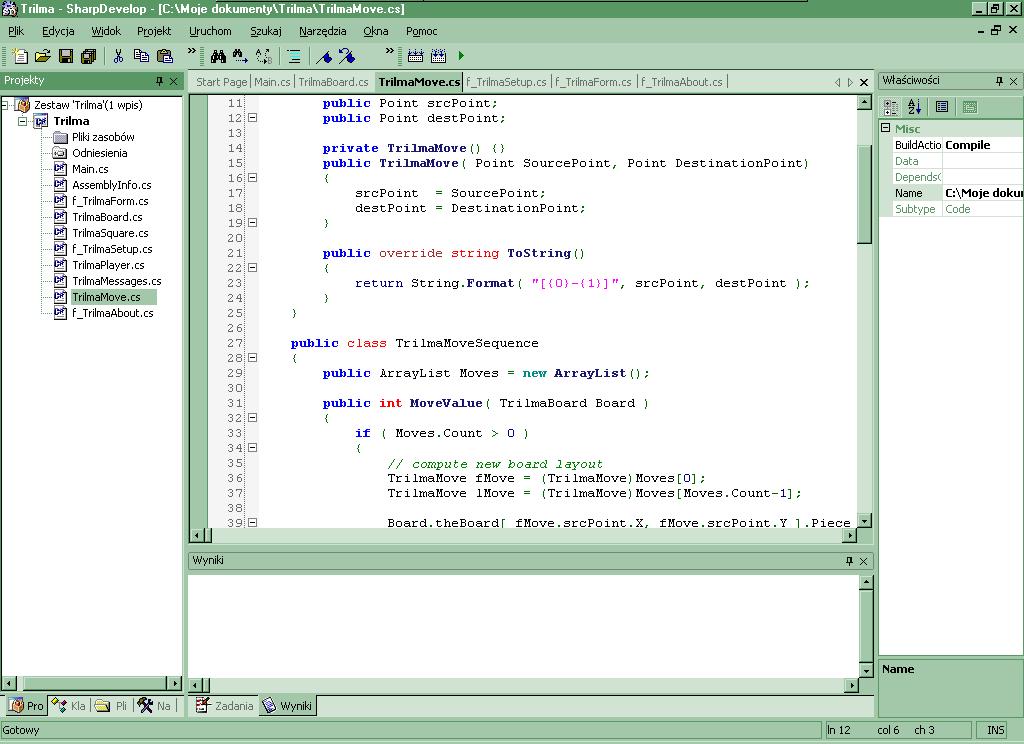 Trilma - SharpDevelop - [C:\Moje dokumenty\Trilma\TrilmaMove.cs]
Plik Edycja Widok Projekt Uruchom Szukaj Narzędzia Okna Pomoc
Projekty
Zestaw 'Trilma'(1 wpis)
Trilma
Pliki zasobów
Odniesienia
Main.cs
AssemblyInfo.cs
f_TrilmaForm.cs
TrilmaBoard.cs
TrilmaSquare.cs
f_TrilmaSetup.cs
TrilmaPlayer.cs
TrilmaMessages.cs
TrilmaMove.cs
f_TrilmaAbout.cs
Pro Kla Pli Na
Start Page Main.cs TrilmaBoard.cs TrilmaMove.cs f_TrilmaSetup.cs f_TrilmaForm.cs f_TrilmaAbout.cs
11 public Point srcPoint;
12 public Point destPoint;
13
14 private TrilmaMove() {}
15 public TrilmaMove( Point SourcePoint, Point DestinationPoint)
16 {
17 srcPoint  = SourcePoint;
18 destPoint = DestinationPoint;
19 }
20
21 public override string ToString()
22 {
23 return String.Format( "[{0}-{1}]", srcPoint, destPoint );
24 }
25 }
26
27 public class TrilmaMoveSequence
28 {
29 public ArrayList Moves = new ArrayList();
30
31 public int MoveValue( TrilmaBoard Board )
32 {
33 if ( Moves.Count > 0 )
34 {
35 // compute new board layout
36 TrilmaMove fMove = (TrilmaMove)Moves[0];
37 TrilmaMove lMove = (TrilmaMove)Moves[Moves.Count-1];
38
39 Board.theBoard[ fMove.srcPoint.X, fMove.srcPoint.Y ].Piece
Wyniki
Zadania Wyniki
Właściwości
Misc
BuildActio Compile
Data
Depends(
Name C:\Moje doku
Subtype Code
Name
Gotowy
ln 12 col 6 ch 3 INS